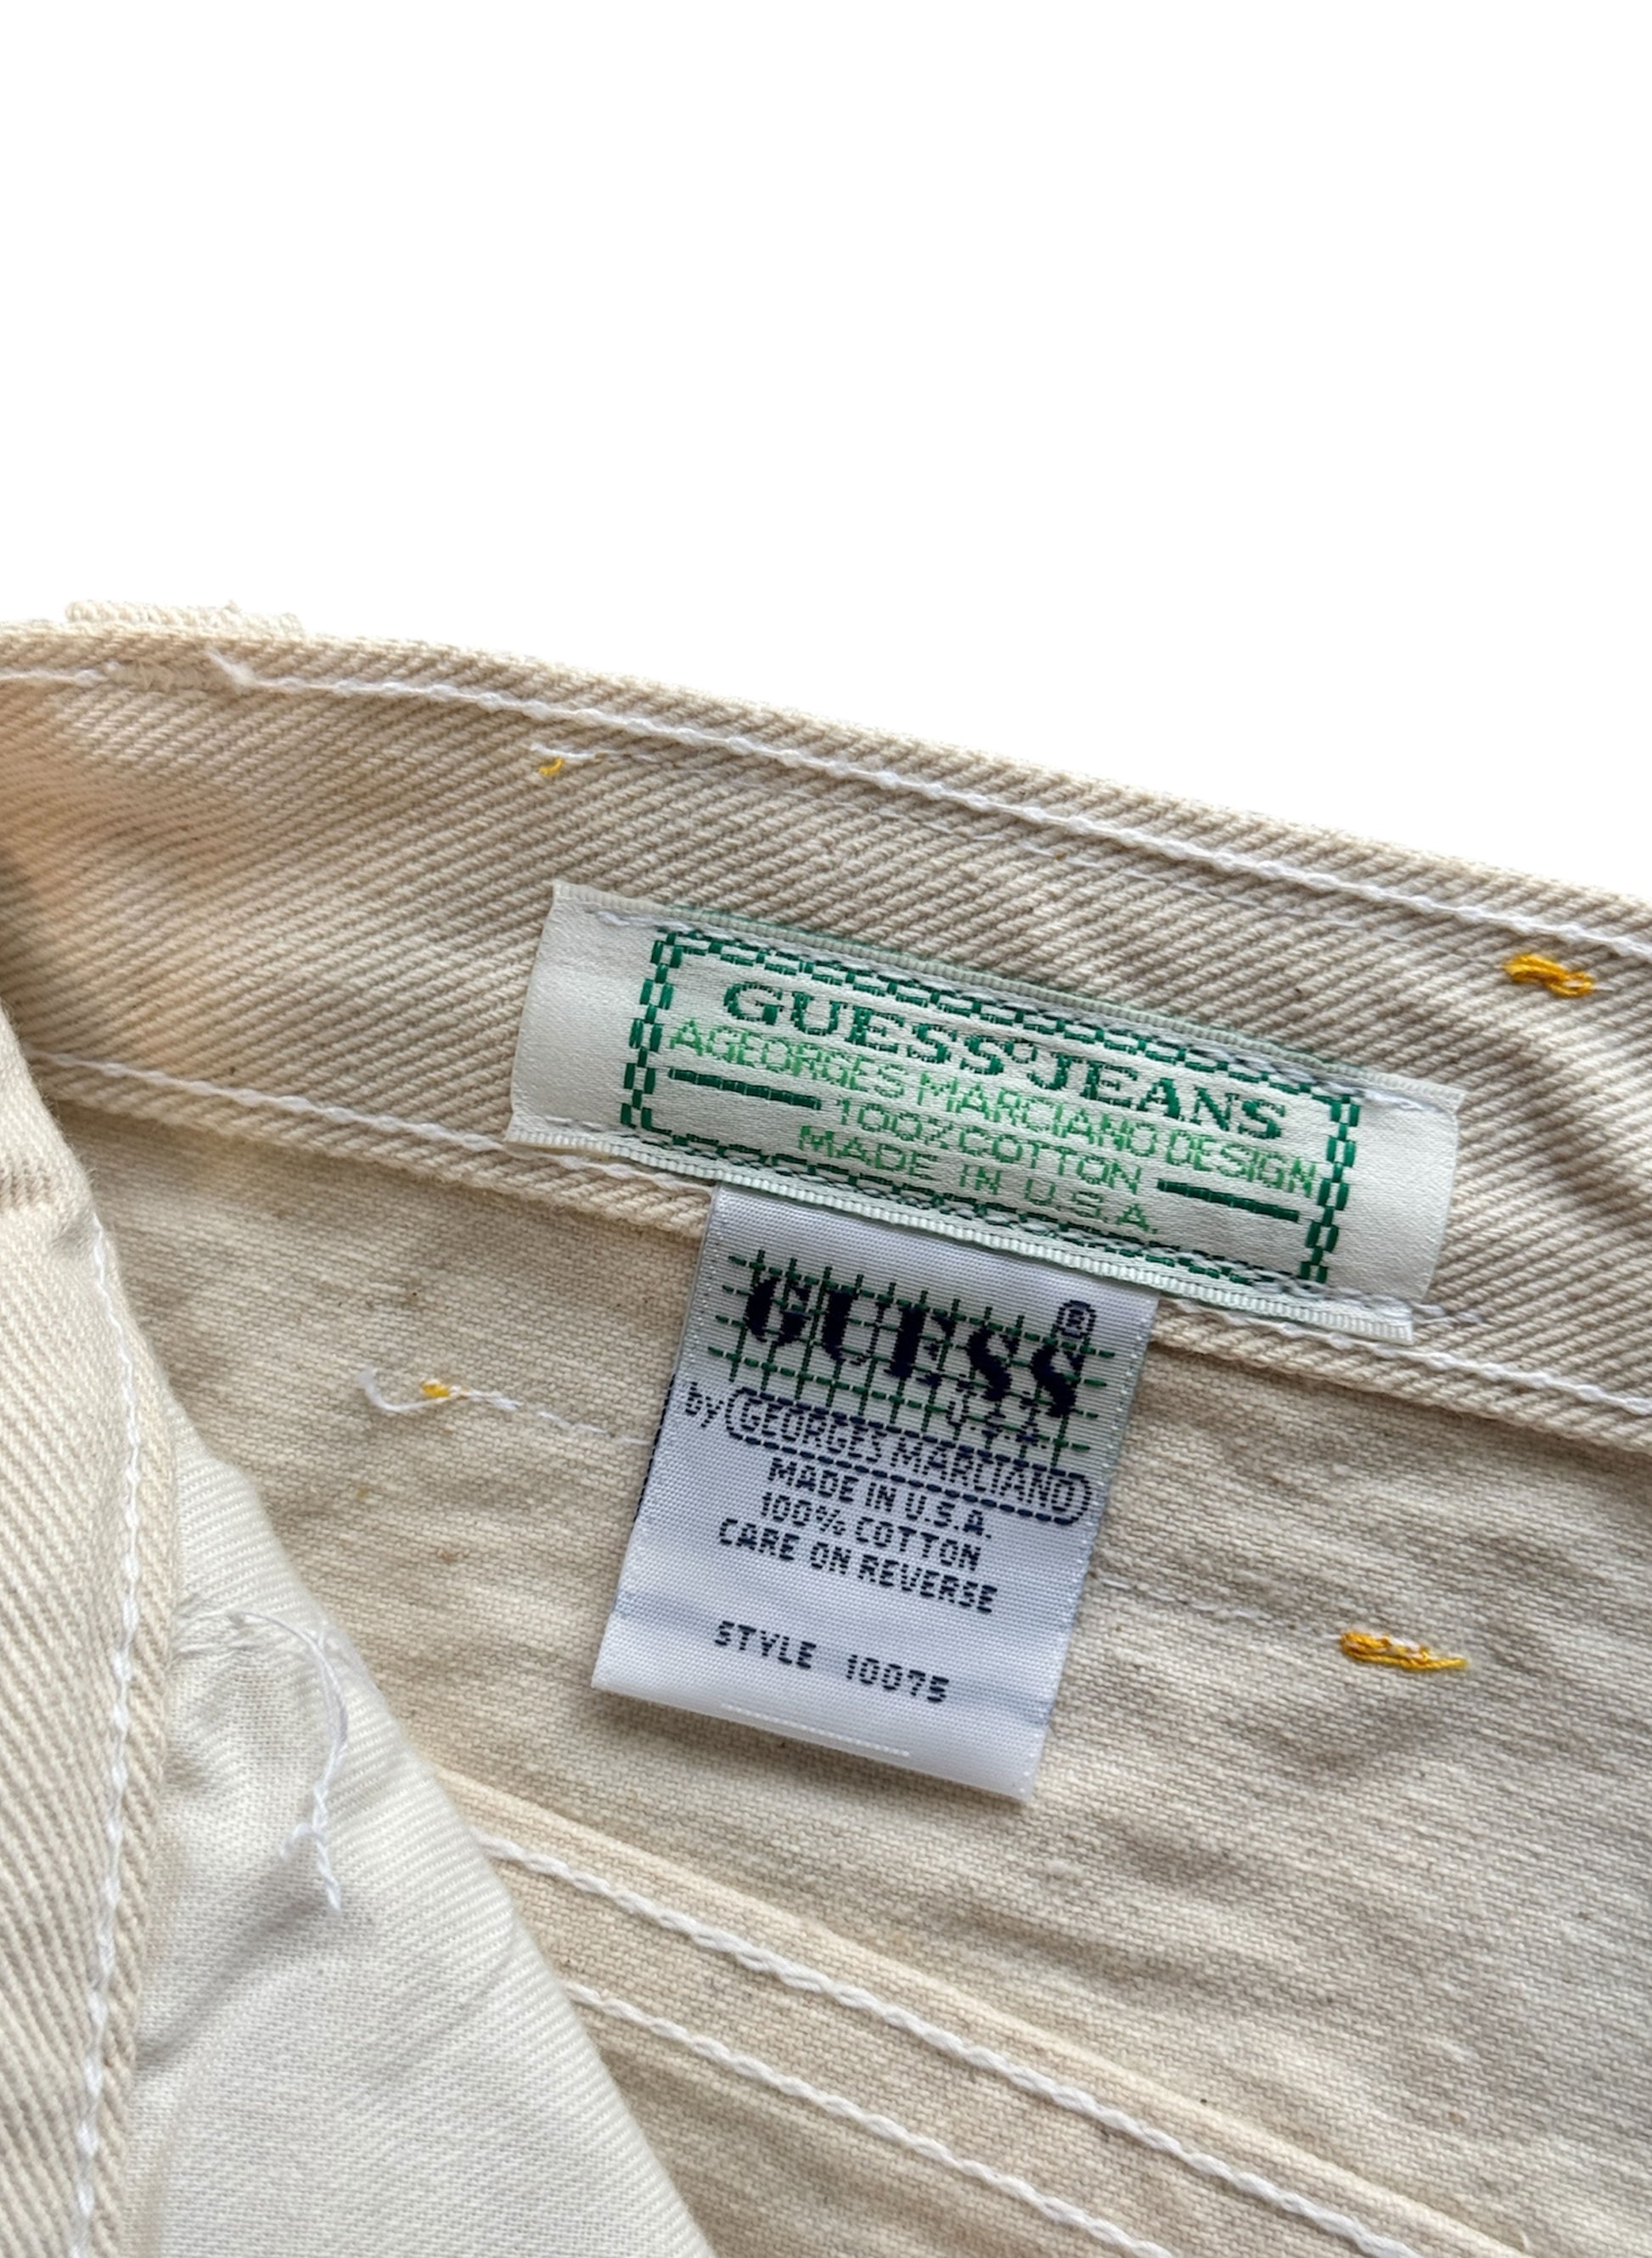 GUESS? JEANS
A GEORGES MARCIANO DESIGN
100% COTTON
MADE IN U.S.A.
GUESS ®
U.S.A.
by GEORGES MARCIANO
MADE IN U.S.A.
100% COTTON
CARE ON REVERSE
STYLE 10075